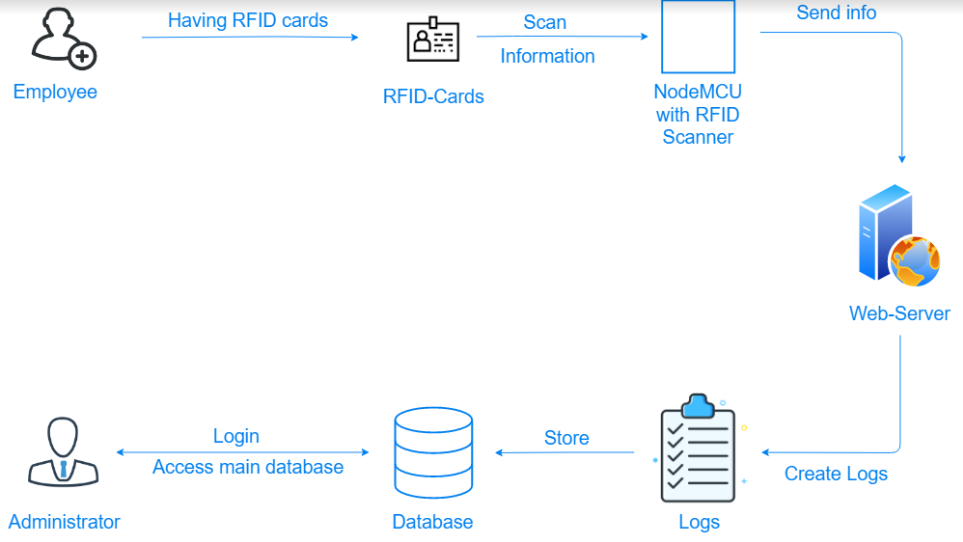 Having RFID cards
Employee
RFID-Cards
Scan
Information
NodeMCU
with RFID
Scanner
Send info
Web-Server
Create Logs
Logs
Store
Database
Login
Access main database
Administrator